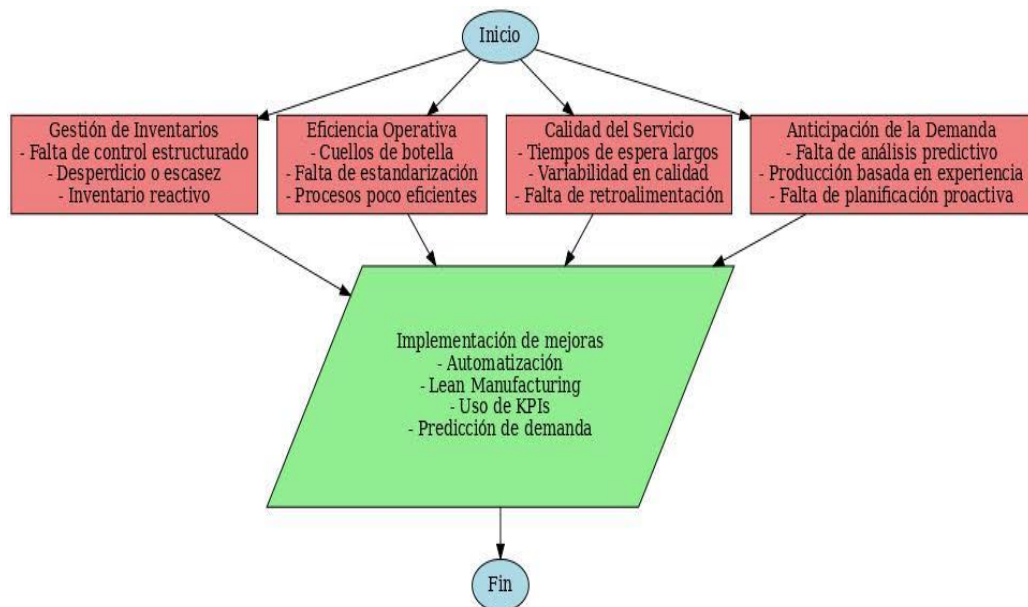 Inicio
Gestión de Inventarios
- Falta de control estructurado
- Desperdicio o escasez
- Inventario reactivo
Eficiencia Operativa
- Cuellos de botella
- Falta de estandarización
- Procesos poco eficientes
Calidad del Servicio
- Tiempos de espera largos
- Variabilidad en calidad
- Falta de retroalimentación
Anticipación de la Demanda
- Falta de análisis predictivo
- Producción basada en experiencia
- Falta de planificación proactiva
Implementación de mejoras
- Automatización
- Lean Manufacturing
- Uso de KPIs
- Predicción de demanda
Fin